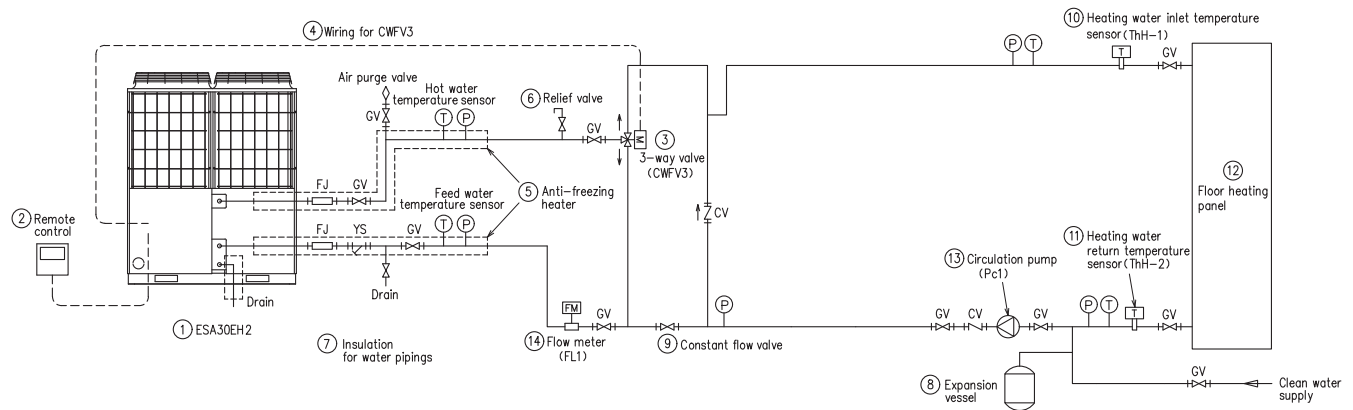 ④ Wiring for CWFV3
⑩ Heating water inlet temperature
sensor(ThH-1)
P T
T
GV
Air purge valve
GV
Hot water
temperature sensor
T P
⑥ Relief valve
GV
M
③
3-way valve
(CWFV3)
FJ GV
⑤ Anti-freezing
heater
CV
⑫
Floor heating
panel
② Remote
control
Feed water
temperature sensor
FJ YS GV T P
Drain
Drain
① ESA30EH2
⑦ Insulation
for water pipings
FM
GV
⑭ Flow meter
(FL1)
⑨ Constant flow valve
P
⑬ Circulation pump
(Pc1)
GV CV GV
⑪ Heating water
return temperature
sensor(ThH-2)
P T
T
GV
⑧ Expansion
vessel
GV
Clean water
supply